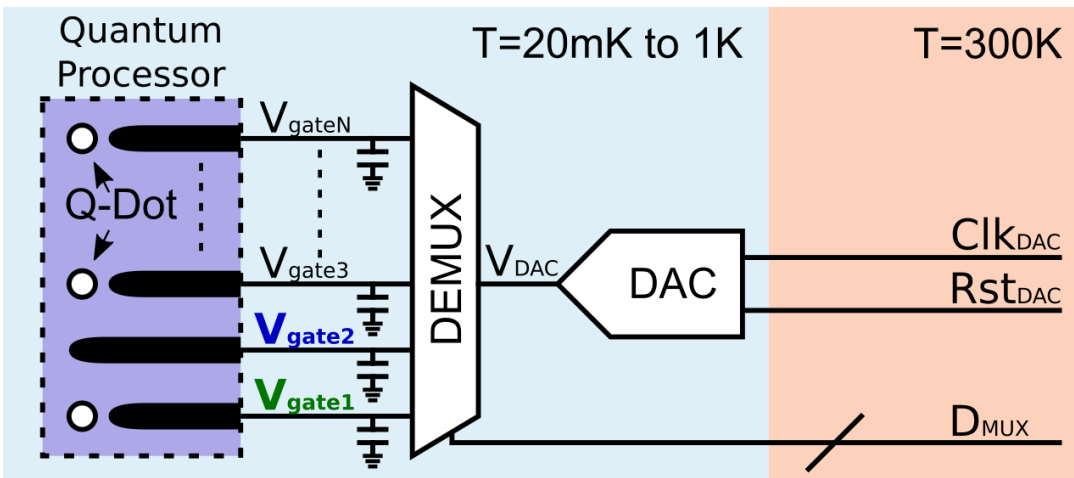 Quantum
Processor
T=20mK to 1K
T=300K
VgateN
Q-Dot
Vgate3
Vgate2
Vgate1
DEMUX
VDAC
DAC
ClkDAC
RstDAC
DMUX